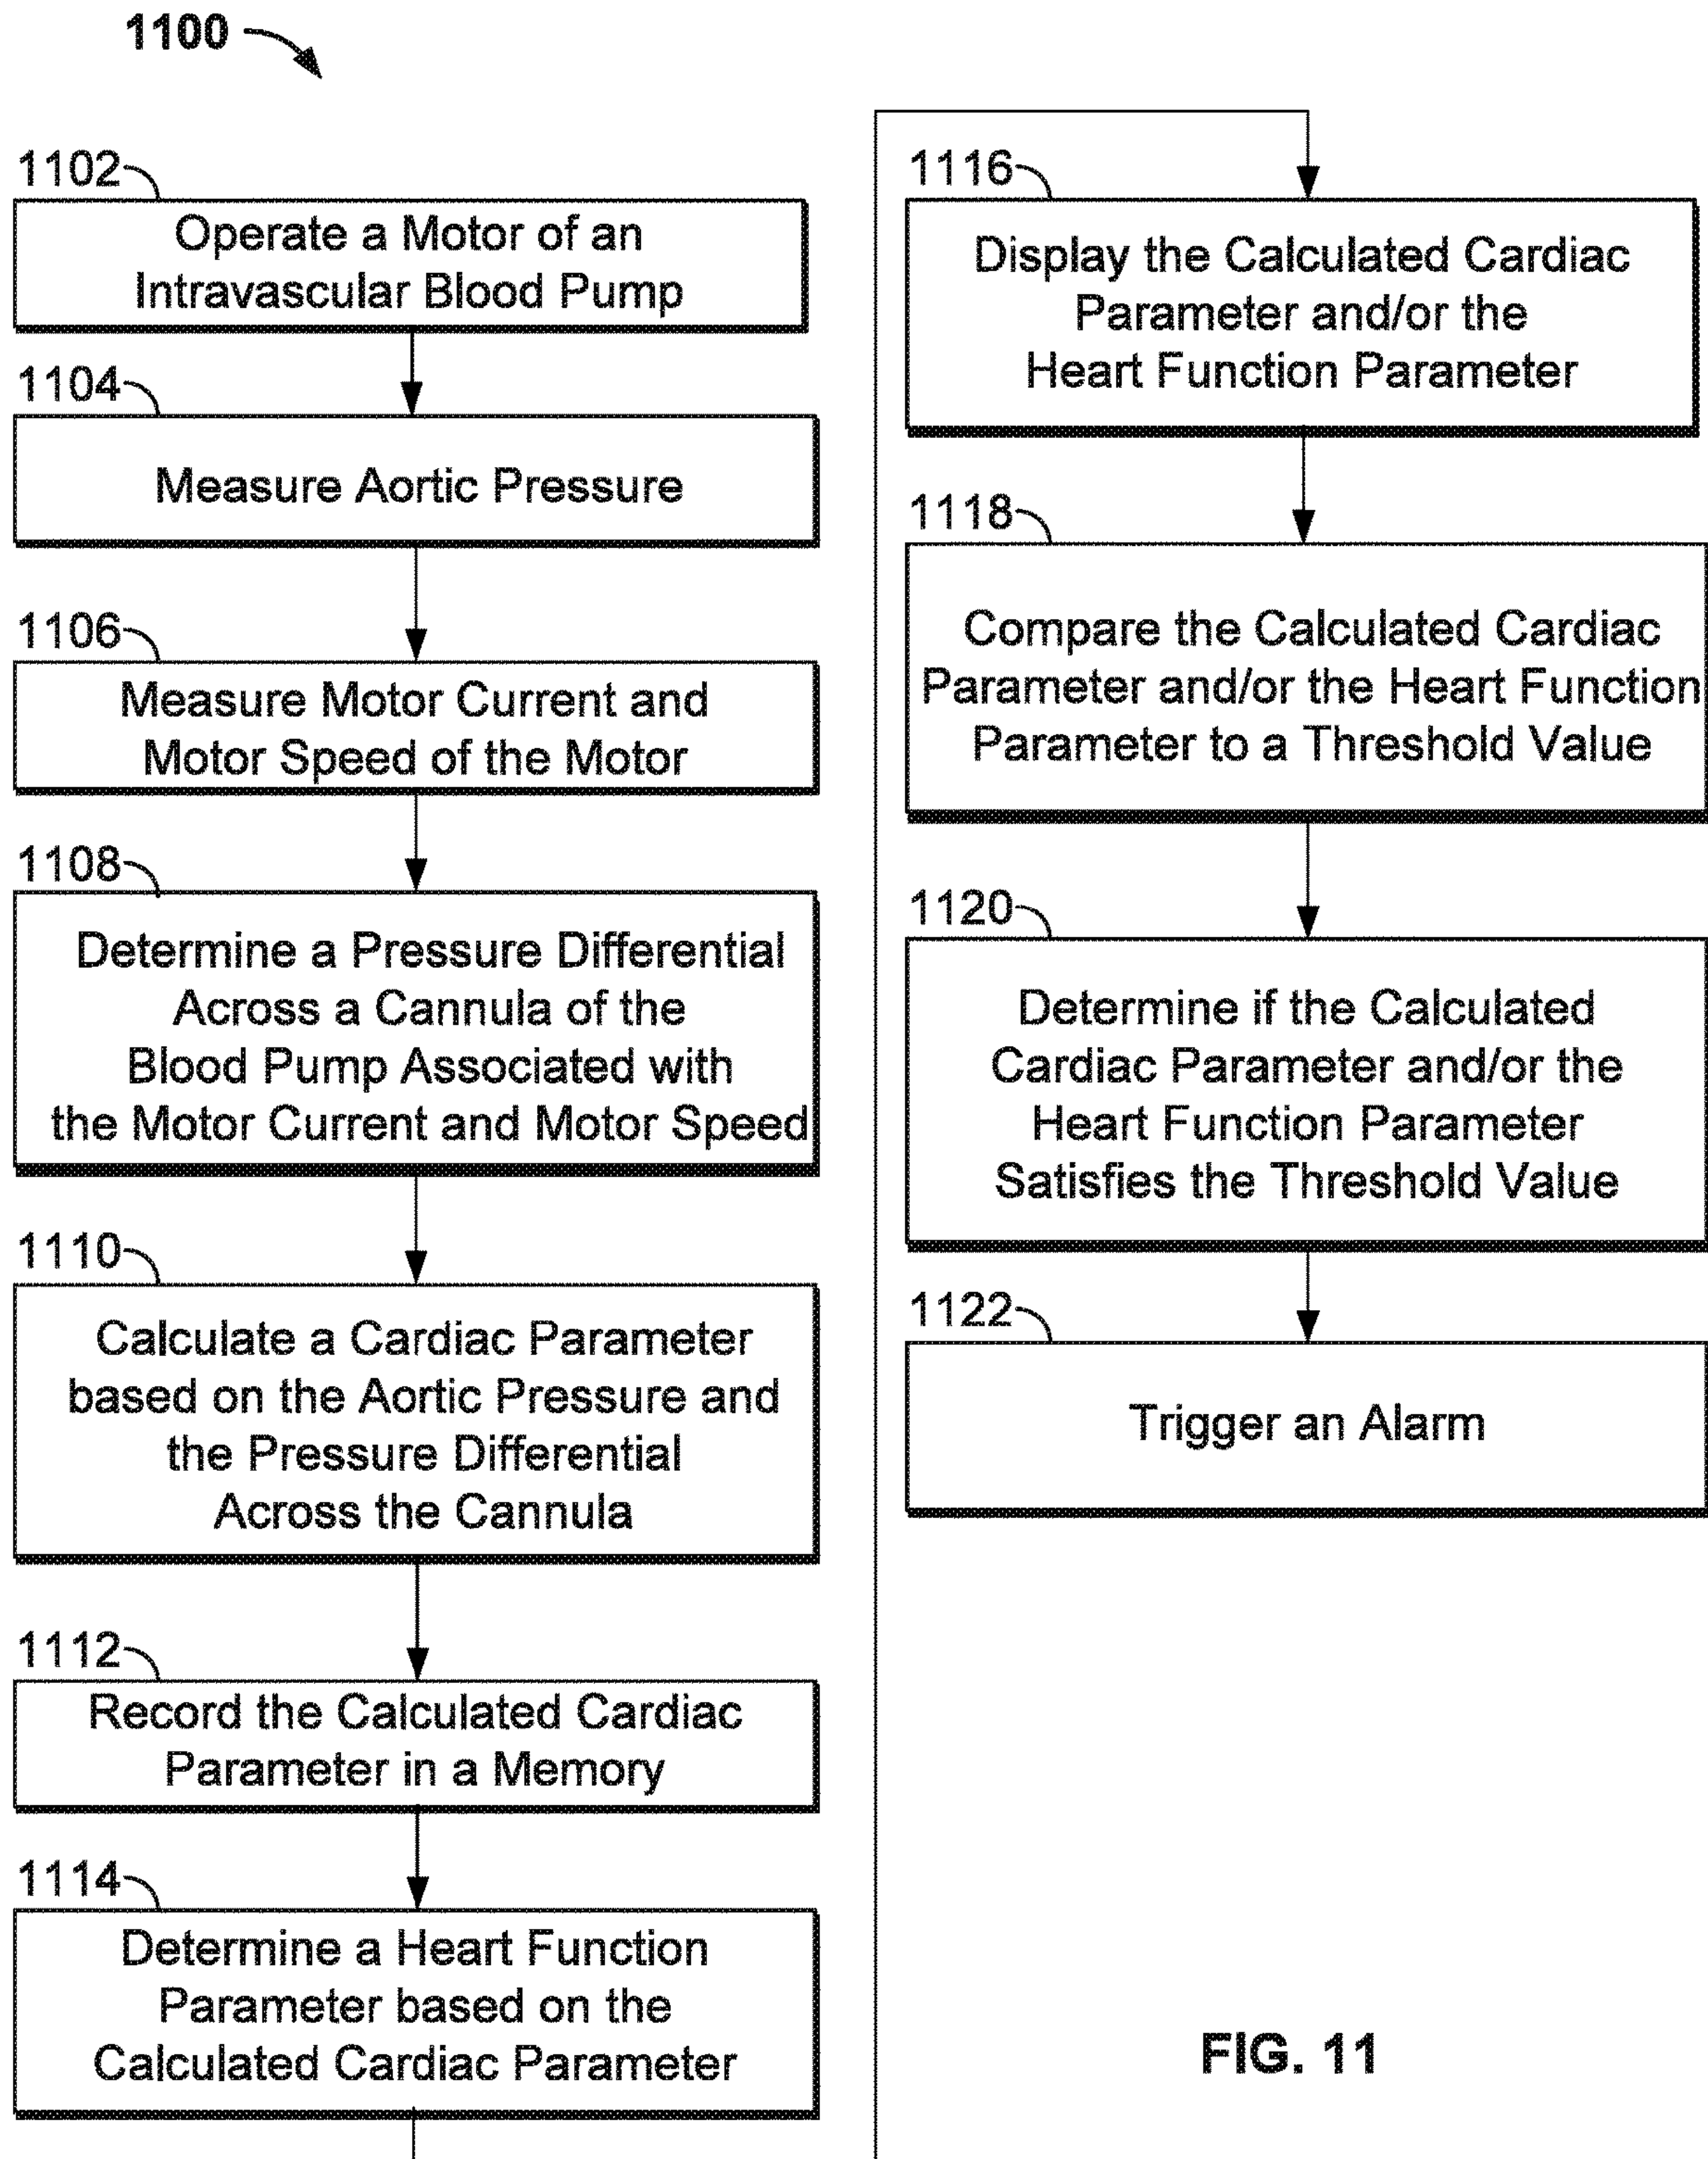 1100
1102
Operate a Motor of an
Intravascular Blood Pump
1104
Measure Aortic Pressure
1106
Measure Motor Current and
Motor Speed of the Motor
1108
Determine a Pressure Differential
Across a Cannula of the
Blood Pump Associated with
the Motor Current and Motor Speed
1110
Calculate a Cardiac Parameter
based on the Aortic Pressure and
the Pressure Differential
Across the Cannula
1112
Record the Calculated Cardiac
Parameter in a Memory
1114
Determine a Heart Function
Parameter based on the
Calculated Cardiac Parameter
1116
Display the Calculated Cardiac
Parameter and/or the
Heart Function Parameter
1118
Compare the Calculated Cardiac
Parameter and/or the Heart Function
Parameter to a Threshold Value
1120
Determine if the Calculated
Cardiac Parameter and/or the
Heart Function Parameter
Satisfies the Threshold Value
1122
Trigger an Alarm
FIG. 11